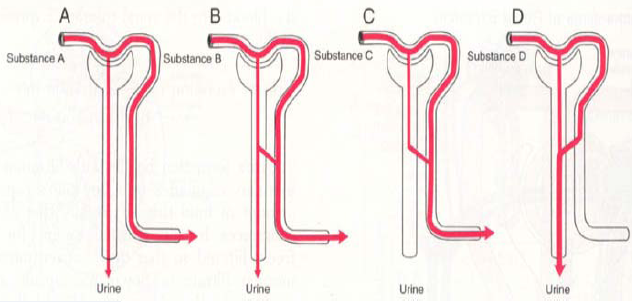 A
B
C
D
Substance A
Substance B
Substance C
Substance D
Urine
Urine
Urine
Urine